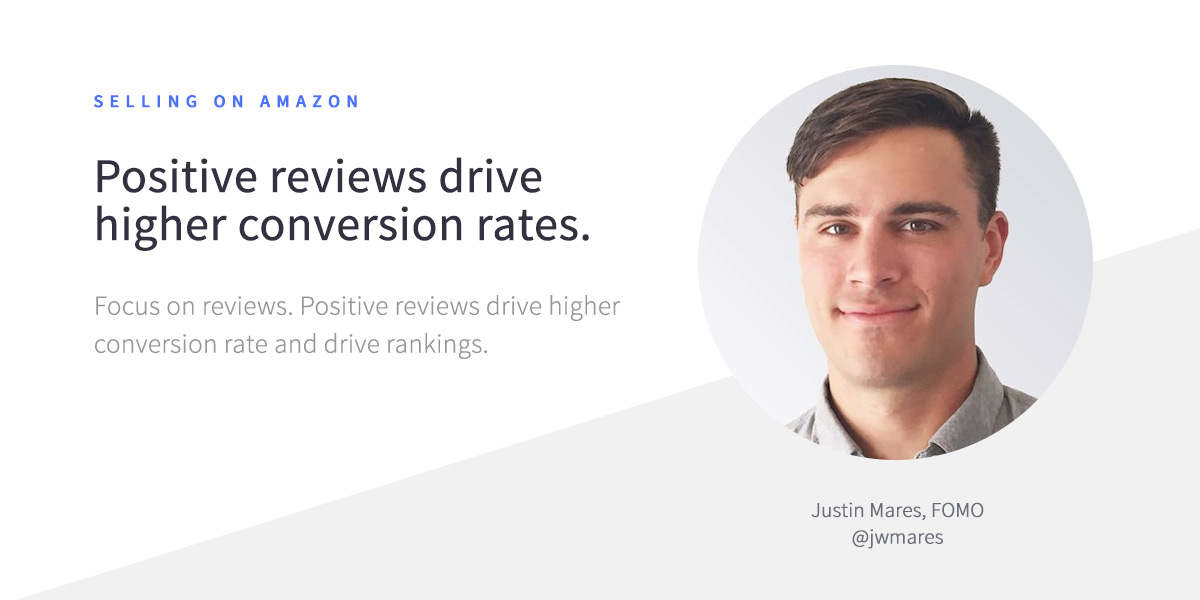 SELLING ON AMAZON
Positive reviews drive
higher conversion rates.
Focus on reviews. Positive reviews drive higher
conversion rate and drive rankings.
Justin Mares, FOMO
@jwmares